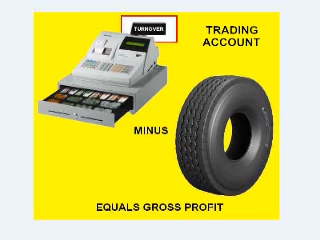 TURNOVER
TRADING
ACCOUNT
MINUS
EQUALS GROSS PROFIT